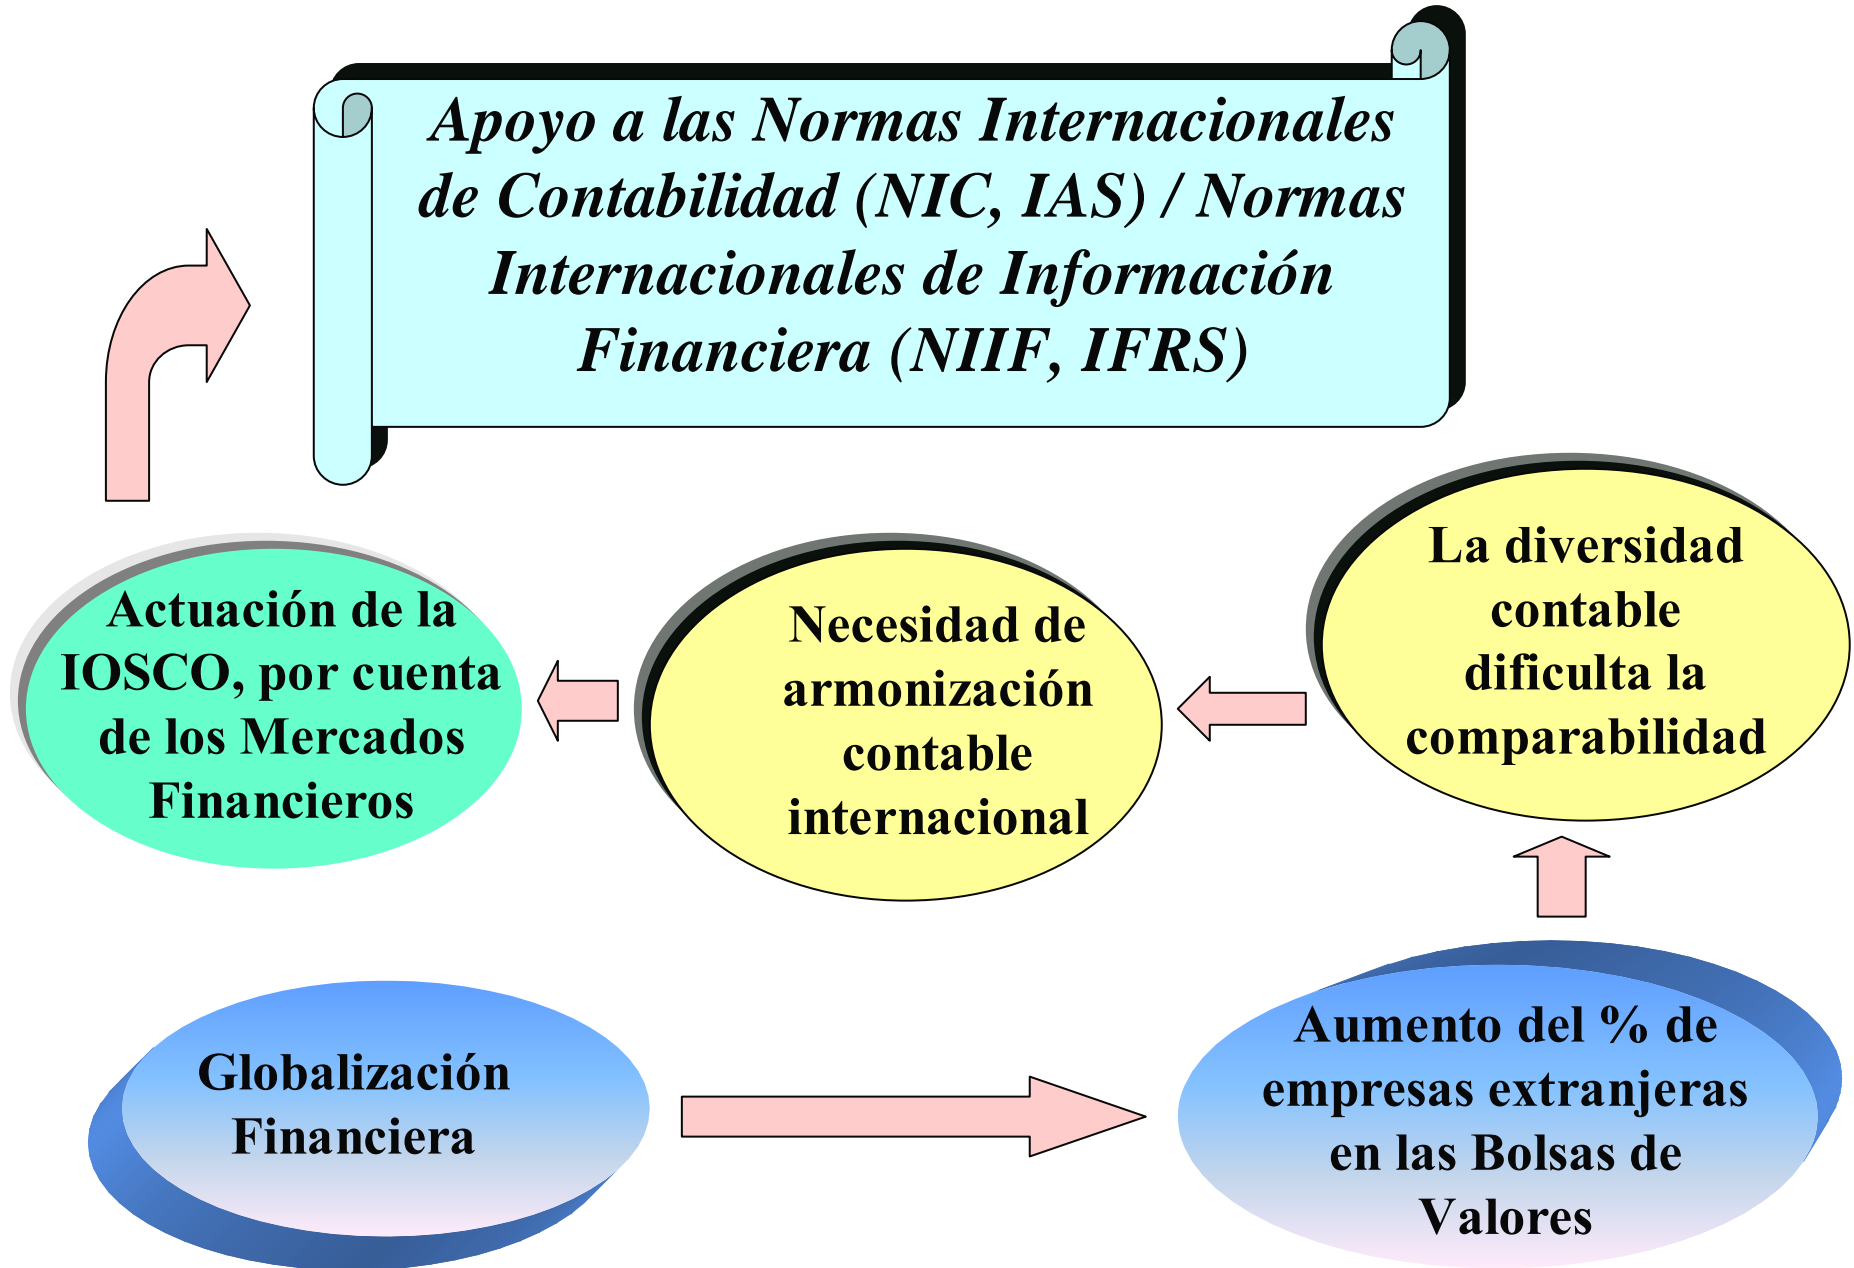 Apoyo a las Normas Internacionales
de Contabilidad (NIC, IAS) / Normas
Internacionales de Información
Financiera (NIIF, IFRS)
La diversidad
contable
dificulta la
comparabilidad
Necesidad de
armonización
contable
internacional
Actuación de la
IOSCO, por cuenta
de los Mercados
Financieros
Globalización
Financiera
Aumento del % de
empresas extranjeras
en las Bolsas de
Valores